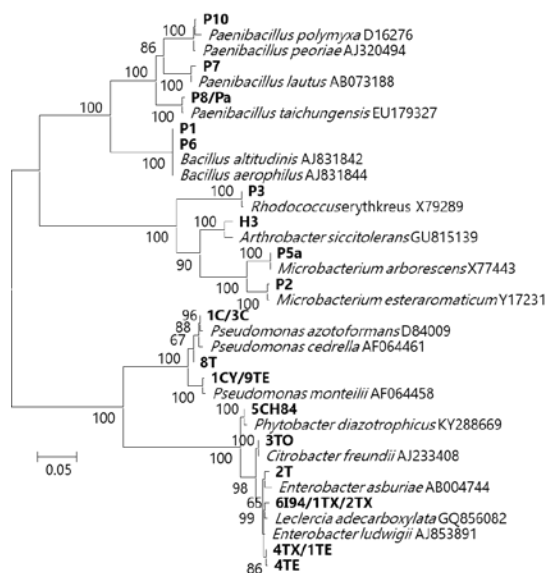 P10
Paenibacillus polymyxa D16276
86
Paenibacillus peoriae AJ320494
100
P7
100
100
Paenibacillus lautus AB073188
P8/Pa
100
Paenibacillus taichungensis EU179327
100
P1
P6
Bacillus altitudinis AJ831842
100
Bacillus aerophilus AJ831844
100
P3
Rhodococcuserythkreus X79289
H3
100
Arthrobacter siccitolerans GU815139
100
P5a
90
100
Microbacterium arborescens X77443
P2
100
100
Microbacterium esteraromaticum Y17231
96
1C/3C
88
Pseudomonas azotoformans D84009
67
Pseudomonas cedrella AF064461
100
8T
1CY/9TE
100
Pseudomonas monteilii AF064458
100
5CH84
100
Phytobacter diazotrophicus KY288669
100
3TO
100
Citrobacter freundii AJ233408
0.05
2T
98
Enterobacter asburiae AB004744
65
6I94/1TX/2TX
99
Leclercia adecarboxylata GQ856082
Enterobacter ludwigii AJ853891
4TX/1TE
86
4TE